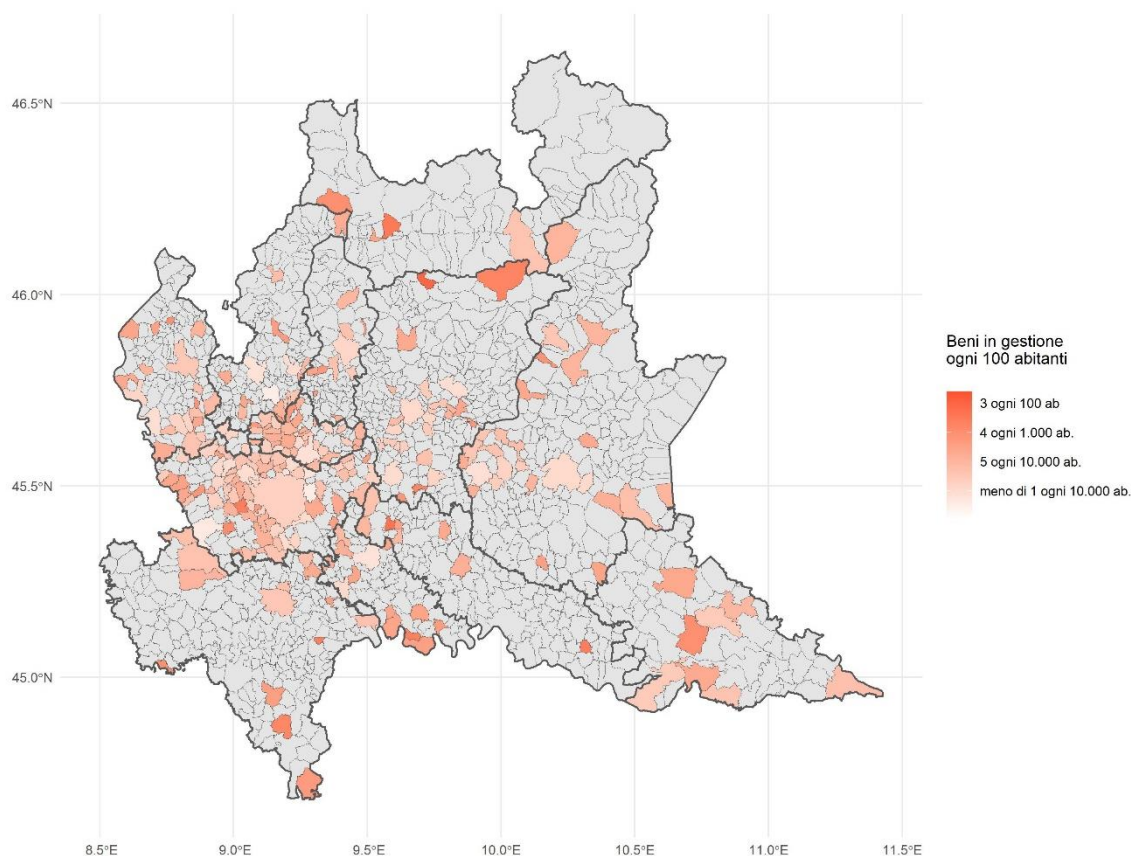 46.5°N
46.0°N
45.5°N
45.0°N
8.5°E 9.0°E 9.5°E 10.0°E 10.5°E 11.0°E 11.5°E
Beni in gestione
ogni 100 abitanti
3 ogni 100 ab
4 ogni 1.000 ab.
5 ogni 10.000 ab.
meno di 1 ogni 10.000 ab.